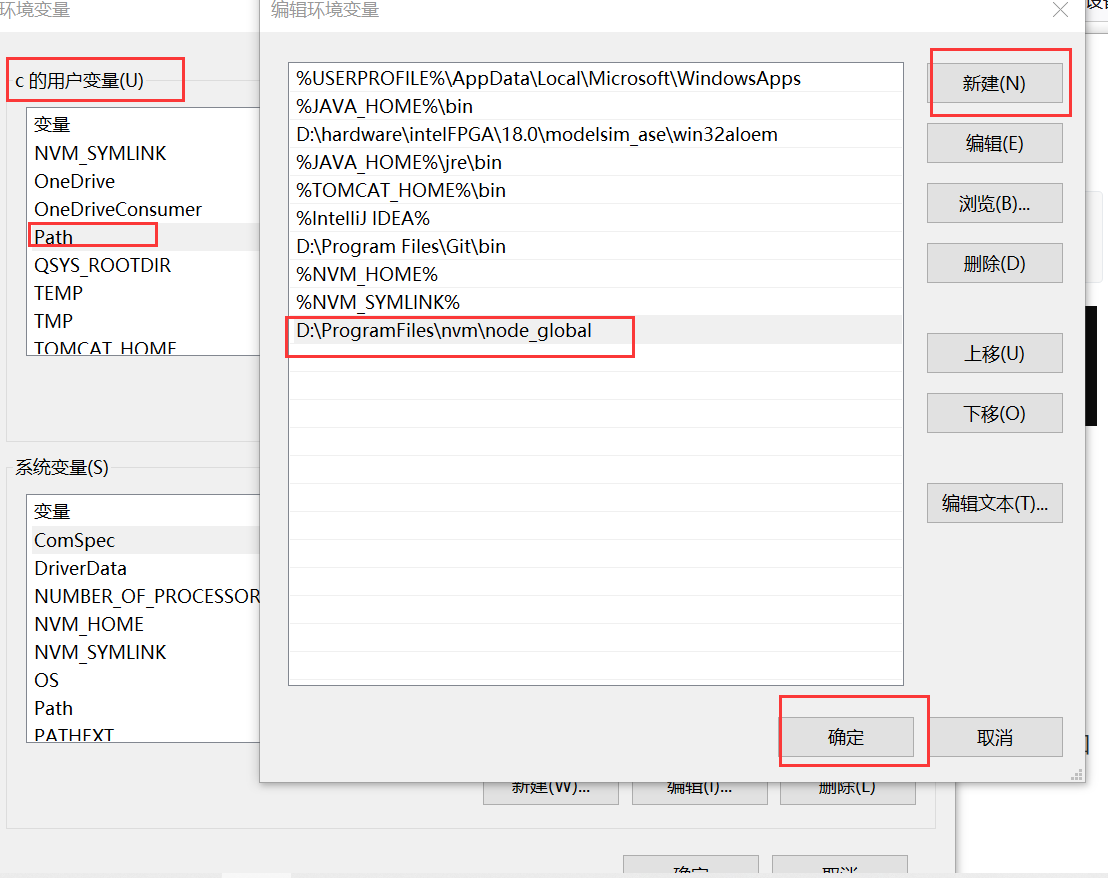 环境变量
c 的用户变量(U)
变量
NVM_SYMLINK
OneDrive
OneDriveConsumer
Path
QSYS_ROOTDIR
TEMP
TMP
TOMCAT_HOME
系统变量(S)
变量
ComSpec
DriverData
NUMBER_OF_PROCESSOR
NVM_HOME
NVM_SYMLINK
OS
Path
PATHEXT
编辑环境变量
%USERPROFILE%\AppData\Local\Microsoft\WindowsApps
%JAVA_HOME%\bin
D:\hardware\intelFPGA\18.0\modelsim_ase\win32aloem
%JAVA_HOME%\jre\bin
%TOMCAT_HOME%\bin
%IntelliJ IDEA%
D:\Program Files\Git\bin
%NVM_HOME%
%NVM_SYMLINK%
D:\ProgramFiles\nvm\node_global
新建(N)
编辑(E)
浏览(B)...
删除(D)
上移(U)
下移(O)
编辑文本(T)...
确定
取消
新建(W)...
编辑(I)...
删除(L)
确定
取消